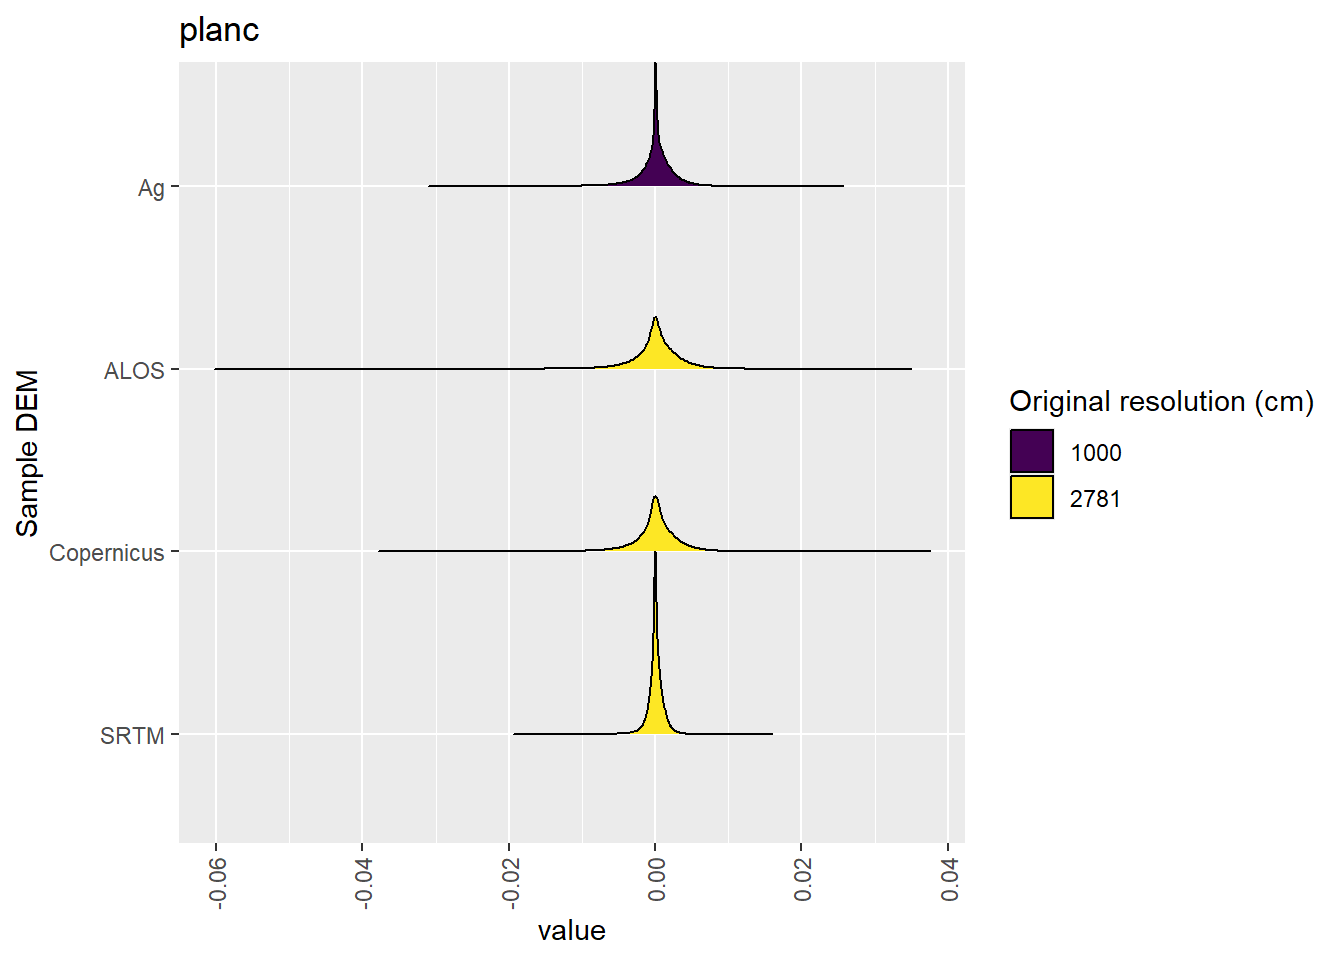 planc
Ag
ALOS
Copernicus
SRTM
Sample DEM
-0.06
-0.04
-0.02
0.00
0.02
0.04
value
Original resolution (cm)
1000
2781